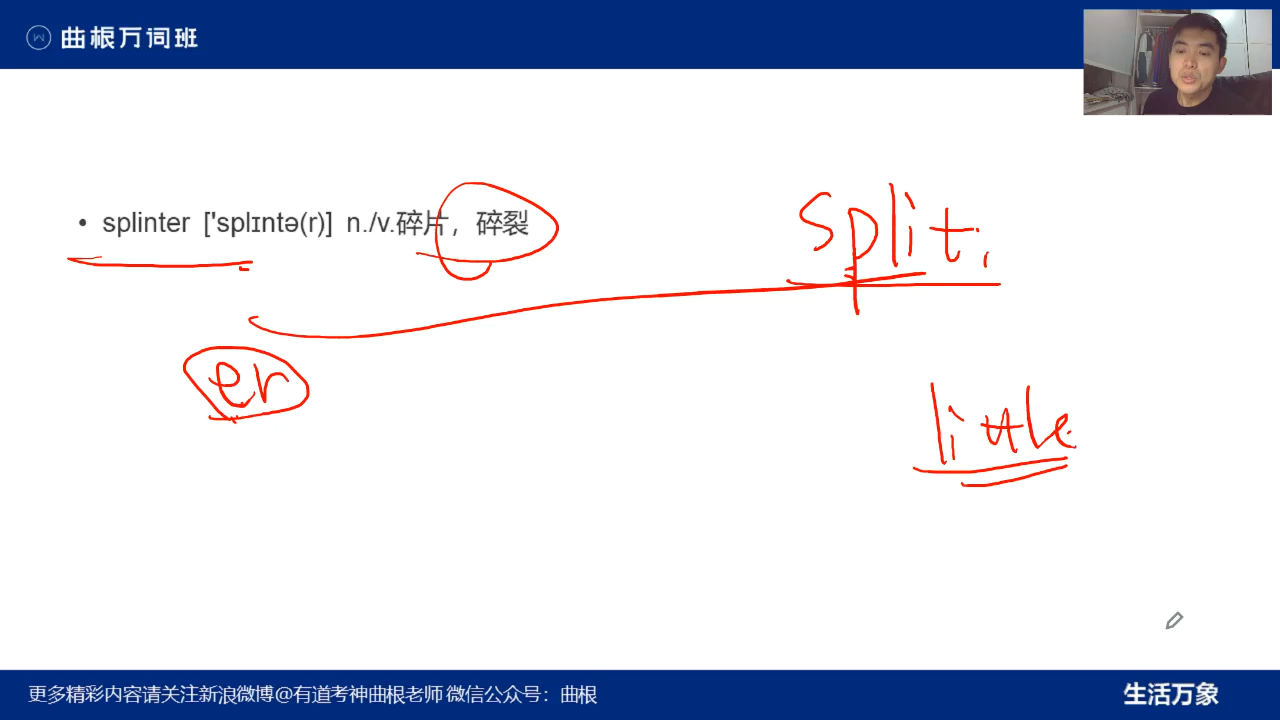 曲根万词班
• splinter ['splɪntə(r)] n./v.碎片，碎裂
split.
er
little
更多精彩内容请关注新浪微博@有道考神曲根老师 微信公众号：曲根
生活万象